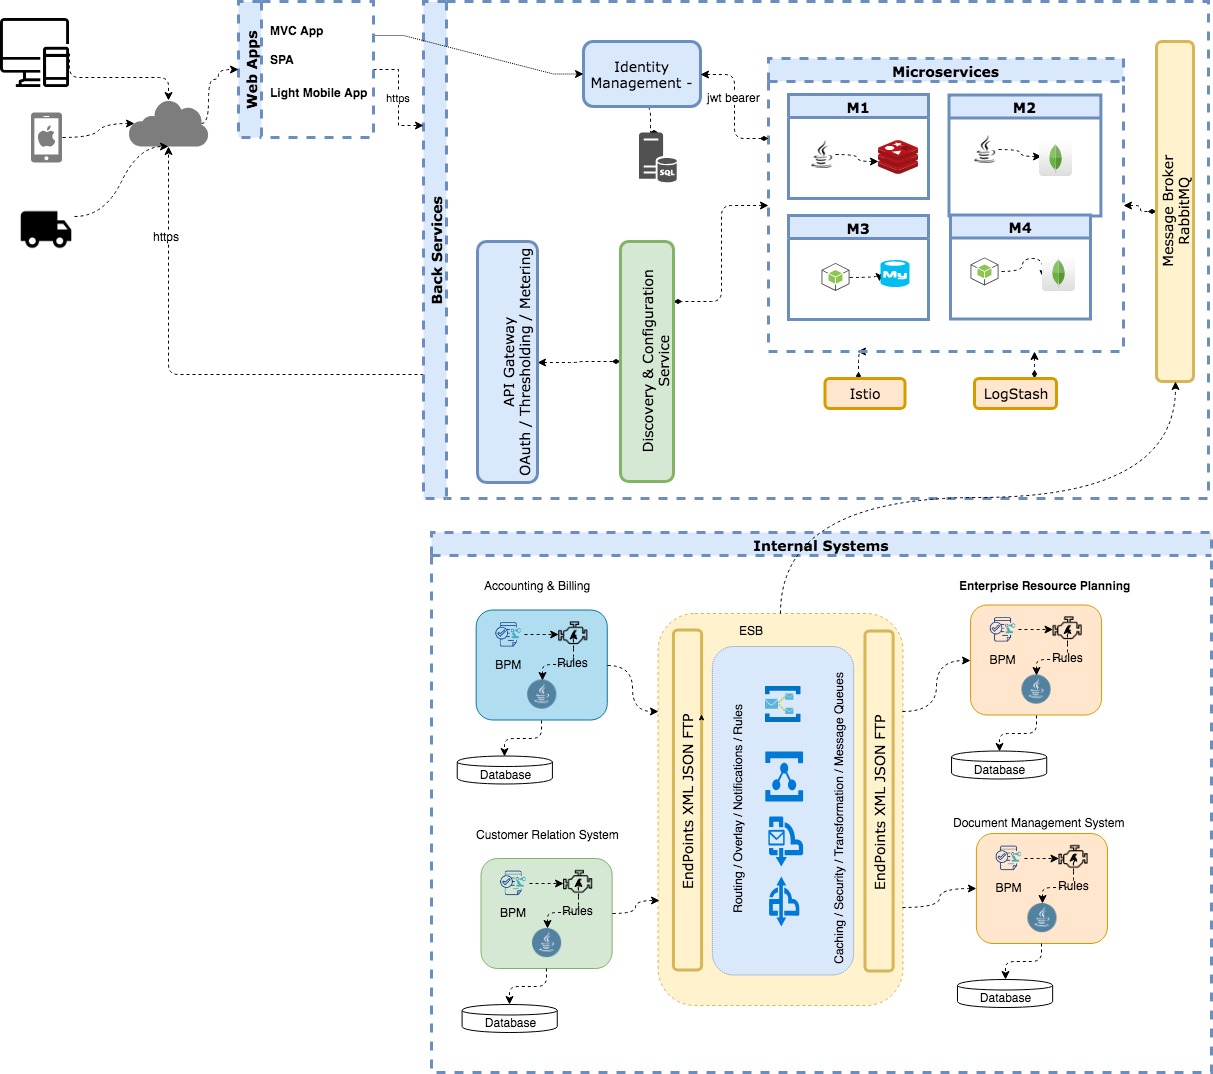 Web Apps
MVC App
SPA
Light Mobile App
https
https
Back Services
Identity
Management -
SQL
jwt bearer
Microservices
M1
M2
M3
My
M4
Message Broker
RabbitMQ
API Gateway
OAuth / Thresholding / Metering
Discovery & Configuration
Service
Istio
LogStash
Internal Systems
Accounting & Billing
BPM
Rules
Database
Customer Relation System
BPM
Rules
Database
ESB
EndPoints XML JSON FTP
Routing / Overlay / Notifications / Rules
Caching / Security / Transformation / Message Queues
EndPoints XML JSON FTP
Enterprise Resource Planning
BPM
Rules
Database
Document Management System
BPM
Rules
Database